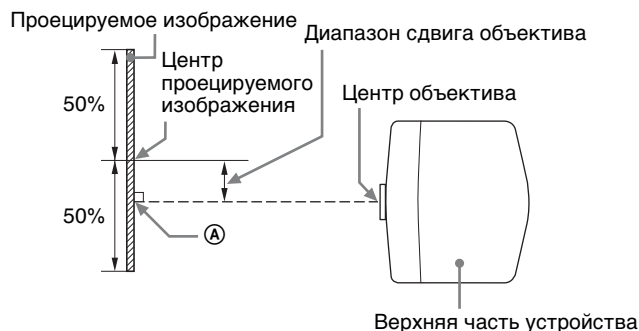 Проецируемое изображение
Диапазон сдвига объектива
Центр
проецируемого
изображения
Центр объектива
50%
50%
A
Верхняя часть устройства